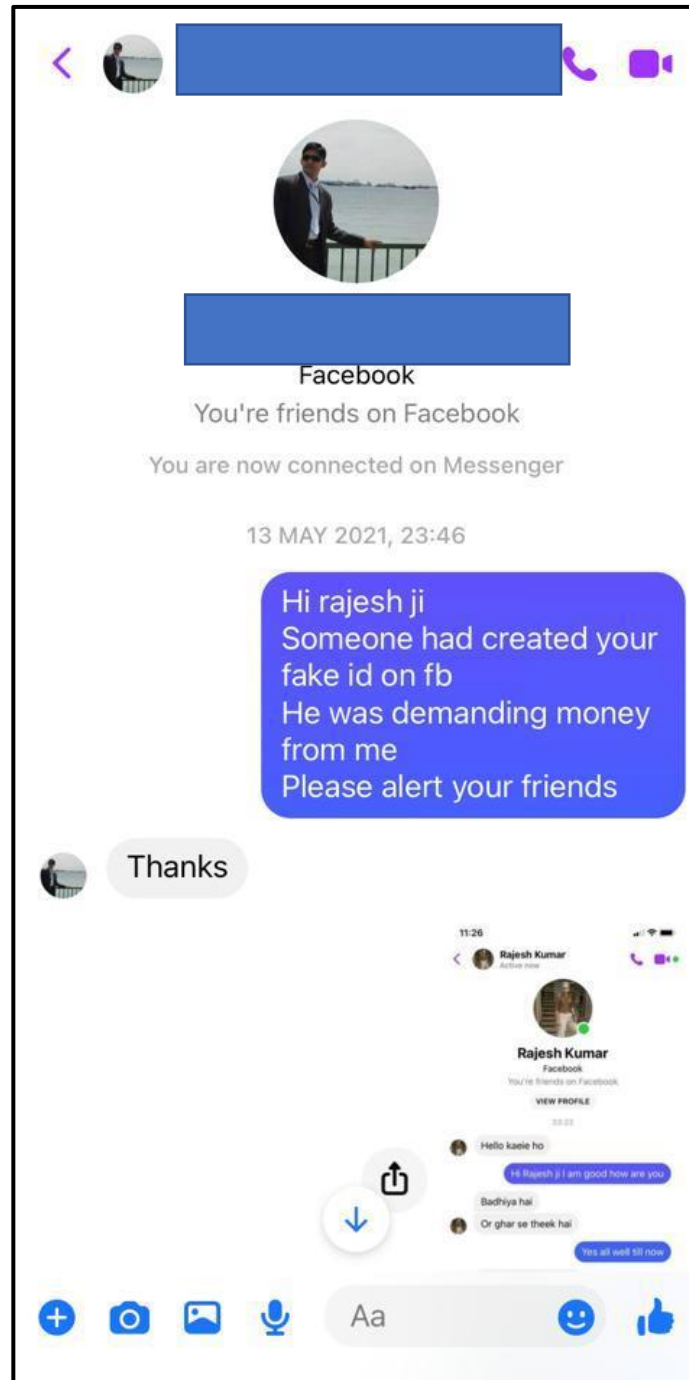 Facebook
You're friends on Facebook
You are now connected on Messenger
13 MAY 2021, 23:46
Hi rajesh ji
Someone had created your
fake id on fb
He was demanding money
from me
Please alert your friends
Thanks
11:26
Rajesh Kumar
Active now
Rajesh Kumar
Facebook
You're friends on Facebook
VIEW PROFILE
Hello kaeie ho
Hi Rajesh ji I am good how are you
Badhiya hai
Or ghar se theek hai
Yes all well till now
Aa